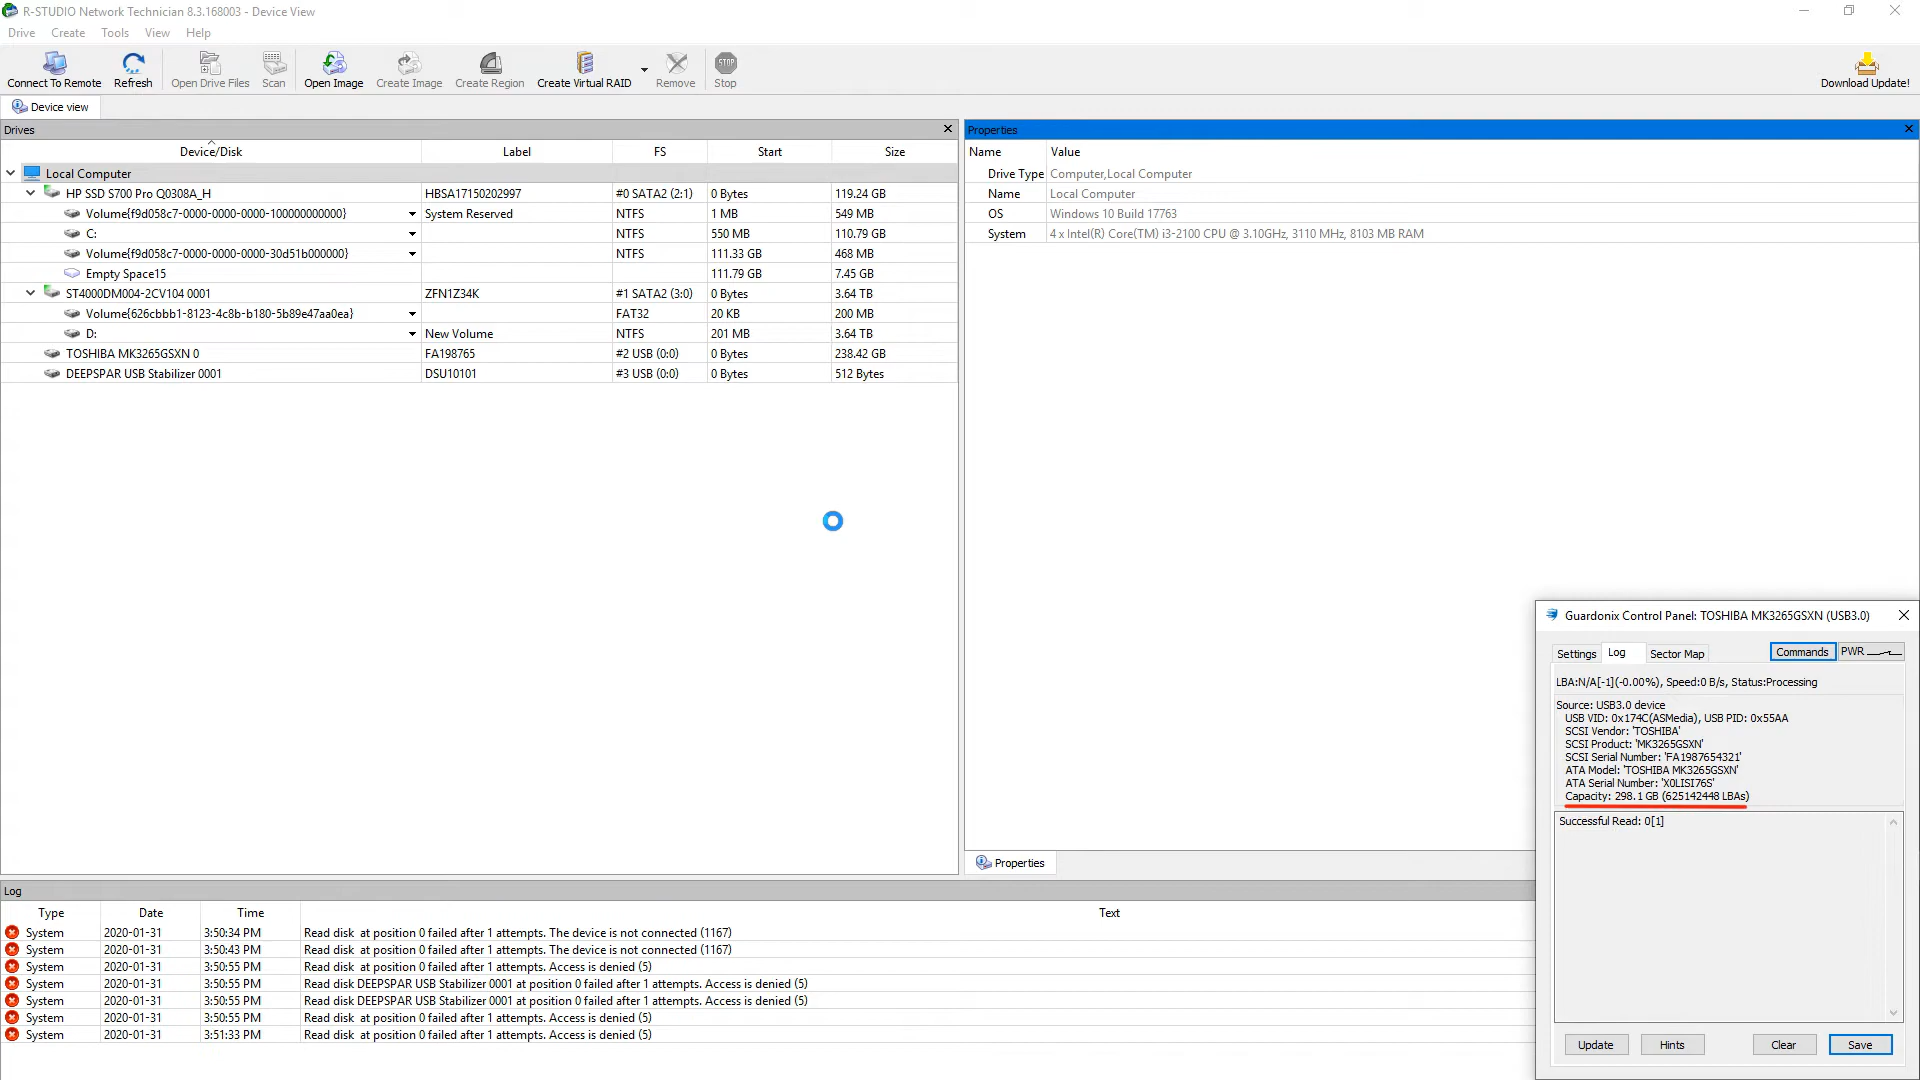 R-STUDIO Network Technician 8.3.168003 - Device View
Drive Create Tools View Help
Connect To Remote Refresh Open Drive Files Scan Open Image Create Image Create Region Create Virtual RAID Remove STOP Stop Download Update!
Device view
Drives
Device/Disk Label FS Start Size
Local Computer
HP SSD S700 Pro Q0308A_H HBSA17150202997 #0 SATA2 (2:1) 0 Bytes 119.24 GB
Volume{f9d058c7-0000-0000-0000-100000000000} System Reserved NTFS 1 MB 549 MB
C: NTFS 550 MB 110.79 GB
Volume{f9d058c7-0000-0000-0000-30d51b000000} NTFS 111.33 GB 468 MB
Empty Space15 111.79 GB 7.45 GB
ST4000DM004-2CV104 0001 ZFN1Z34K #1 SATA2 (3:0) 0 Bytes 3.64 TB
Volume{626cbbb1-8123-4c8b-b180-5b89e47aa0ea} FAT32 20 KB 200 MB
D: New Volume NTFS 201 MB 3.64 TB
TOSHIBA MK3265GSXN 0 FA198765 #2 USB (0:0) 0 Bytes 238.42 GB
DEEPSPAR USB Stabilizer 0001 DSU10101 #3 USB (0:0) 0 Bytes 512 Bytes
Properties
Name Value
Drive Type Computer,Local Computer
Name Local Computer
OS Windows 10 Build 17763
System 4 x Intel(R) Core(TM) i3-2100 CPU @ 3.10GHz, 3110 MHz, 8103 MB RAM
Properties
Guardonix Control Panel: TOSHIBA MK3265GSXN (USB3.0)
Settings Log Sector Map Commands PWR
LBA:N/A[-1](-0.00%), Speed:0 B/s, Status:Processing
Source: USB3.0 device
USB VID: 0x174C(ASMedia), USB PID: 0x55AA
SCSI Vendor: 'TOSHIBA'
SCSI Product: 'MK3265GSXN'
SCSI Serial Number: 'FA1987654321'
ATA Model: 'TOSHIBA MK3265GSXN'
ATA Serial Number: 'X0LISI76S'
Capacity: 298.1 GB (625142448 LBAs)
Successful Read: 0[1]
Update Hints Clear Save
Log
Type Date Time Text
System 2020-01-31 3:50:34 PM Read disk at position 0 failed after 1 attempts. The device is not connected (1167)
System 2020-01-31 3:50:43 PM Read disk at position 0 failed after 1 attempts. The device is not connected (1167)
System 2020-01-31 3:50:55 PM Read disk at position 0 failed after 1 attempts. Access is denied (5)
System 2020-01-31 3:50:55 PM Read disk DEEPSPAR USB Stabilizer 0001 at position 0 failed after 1 attempts. Access is denied (5)
System 2020-01-31 3:50:55 PM Read disk DEEPSPAR USB Stabilizer 0001 at position 0 failed after 1 attempts. Access is denied (5)
System 2020-01-31 3:50:55 PM Read disk at position 0 failed after 1 attempts. Access is denied (5)
System 2020-01-31 3:51:33 PM Read disk at position 0 failed after 1 attempts. Access is denied (5)